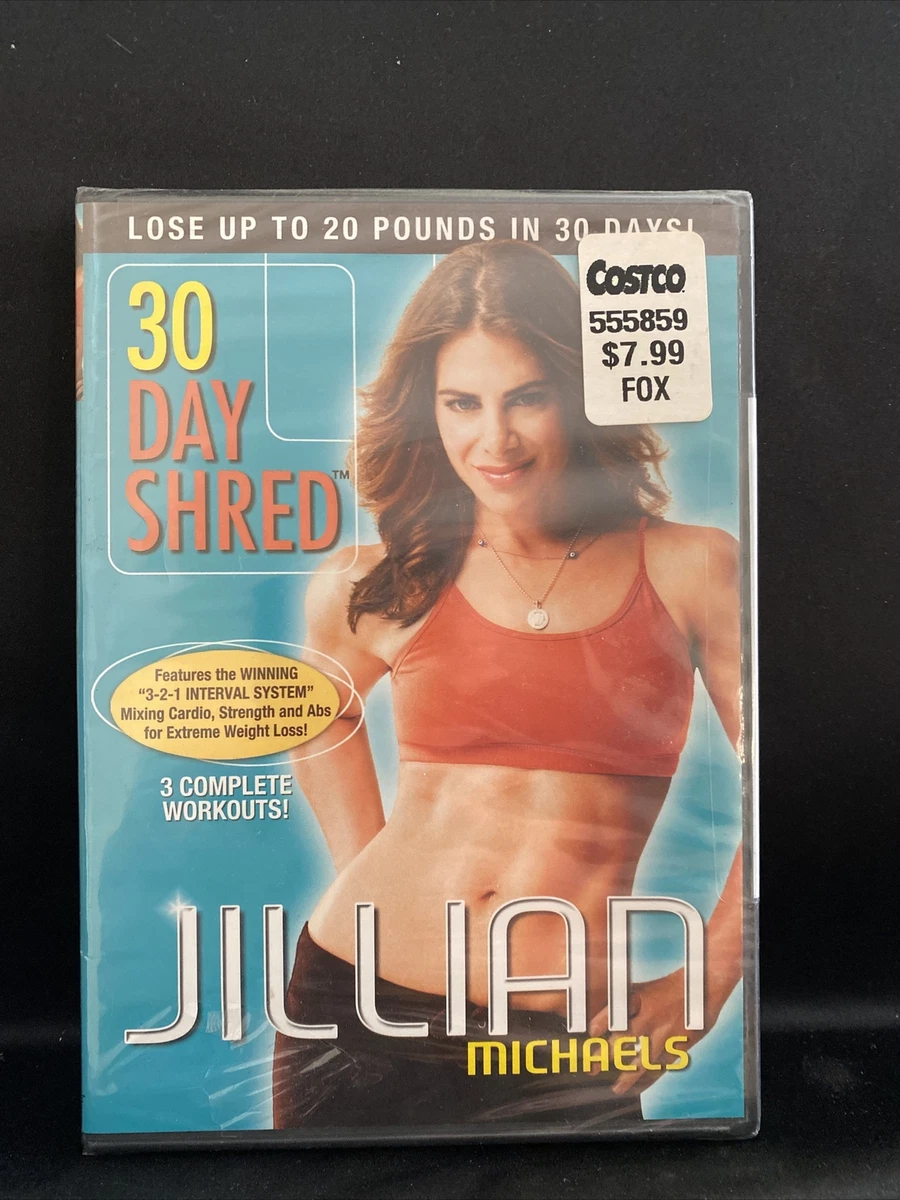 LOSE UP TO 20 POUNDS IN 30 DAYS!
COSTCO
555859
$7.99
FOX
30
DAY
SHRED™
Features the WINNING
"3-2-1 INTERVAL SYSTEM"
Mixing Cardio, Strength and Abs
for Extreme Weight Loss!
3 COMPLETE
WORKOUTS!
JILLIAN
MICHAELS